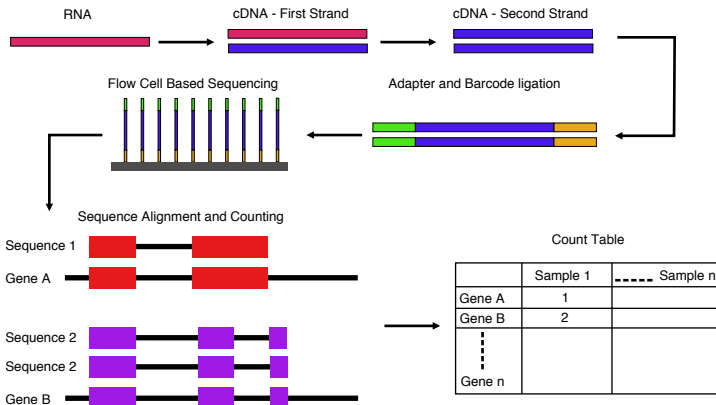 RNA
cDNA - First Strand
cDNA - Second Strand
Flow Cell Based Sequencing
Adapter and Barcode ligation
Sequence Alignment and Counting
Sequence 1
Gene A
Sequence 2
Sequence 2
Gene B
Count Table
Sample 1 Sample n
Gene A 1
Gene B 2
Gene n